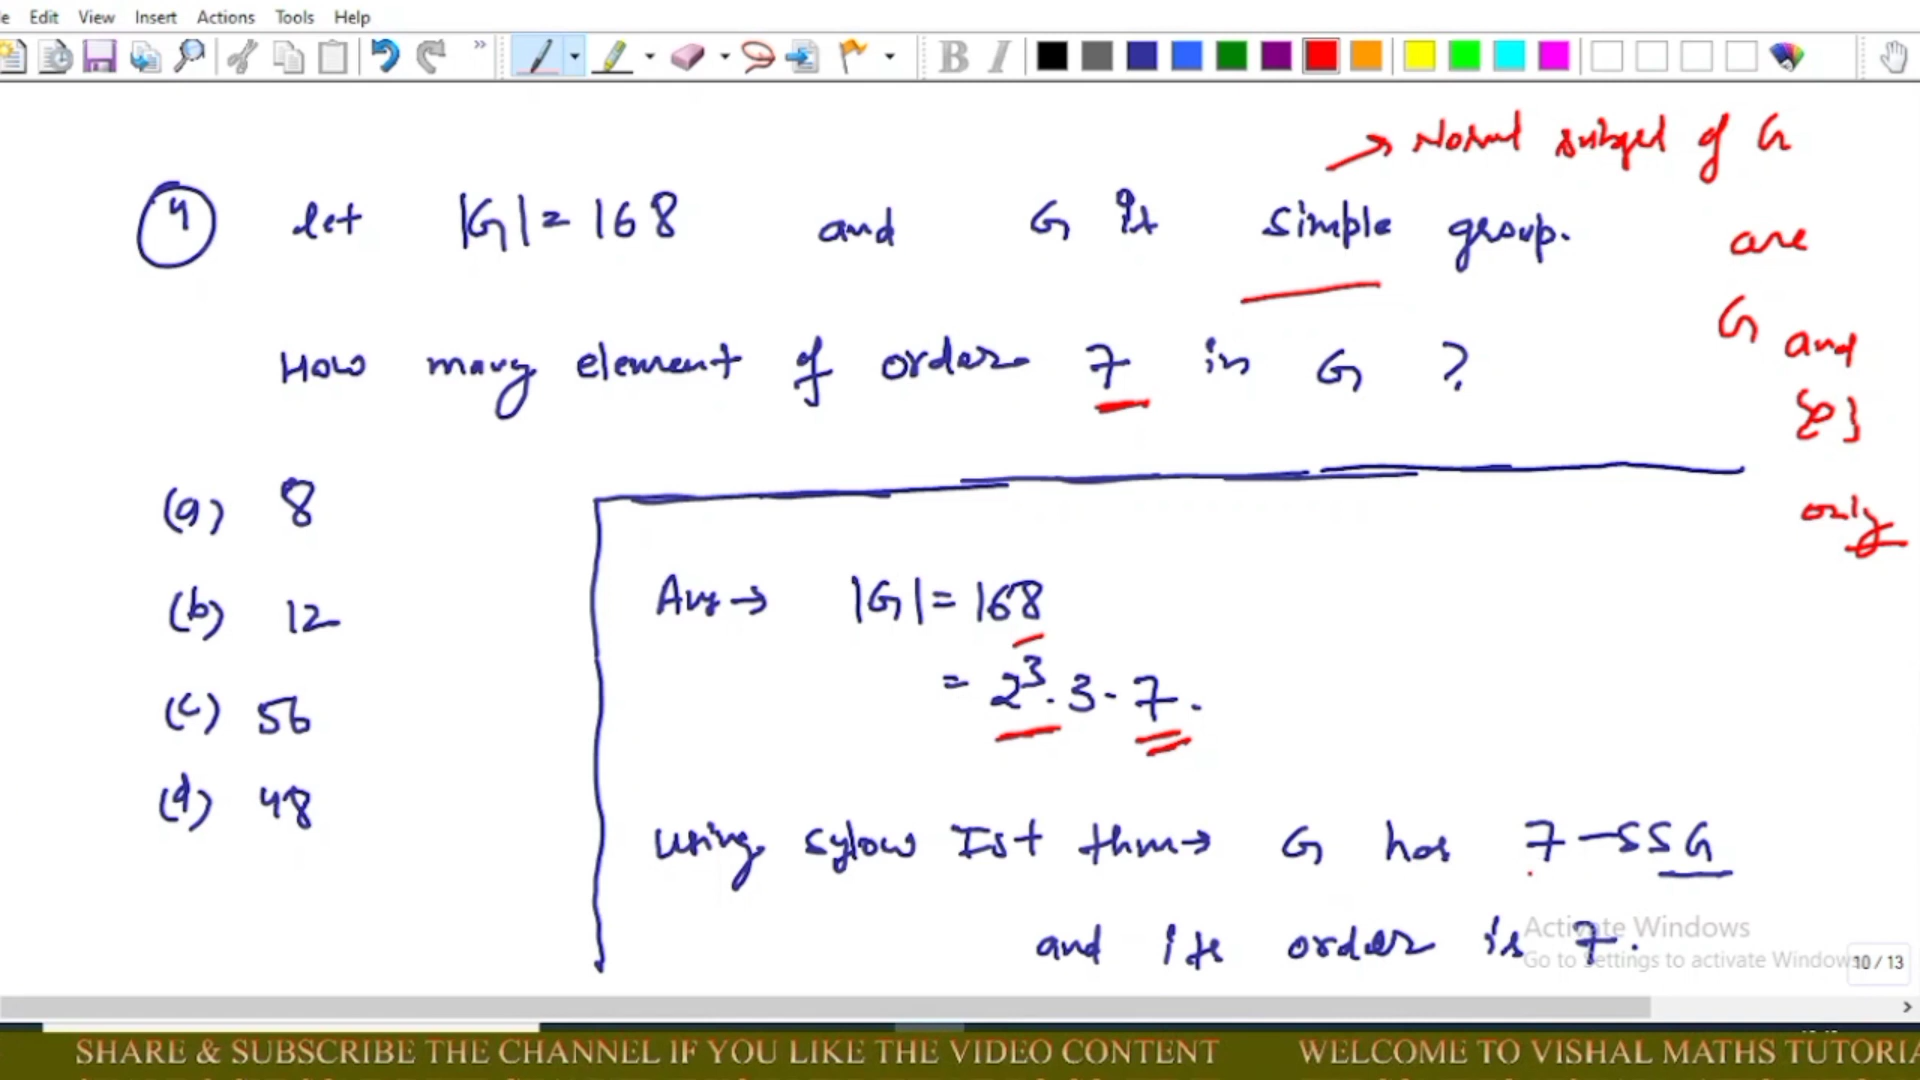 Edit View Insert Actions Tools Help
B I
→ Normal subgp of G
④ Let |G| = 168 and G is simple group.
are
G and
{e}
only
How many element of order 7 in G ?
(a) 8
(b) 12
(c) 56
(d) 48
Ans → |G| = 168
= 2³ · 3 · 7 .
Using Sylow Ist thm → G has 7 - SSG
and its order is 7.
Activate Windows
Go to Settings to activate Windows
10 / 13
SHARE & SUBSCRIBE THE CHANNEL IF YOU LIKE THE VIDEO CONTENT WELCOME TO VISHAL MATHS TUTORIA